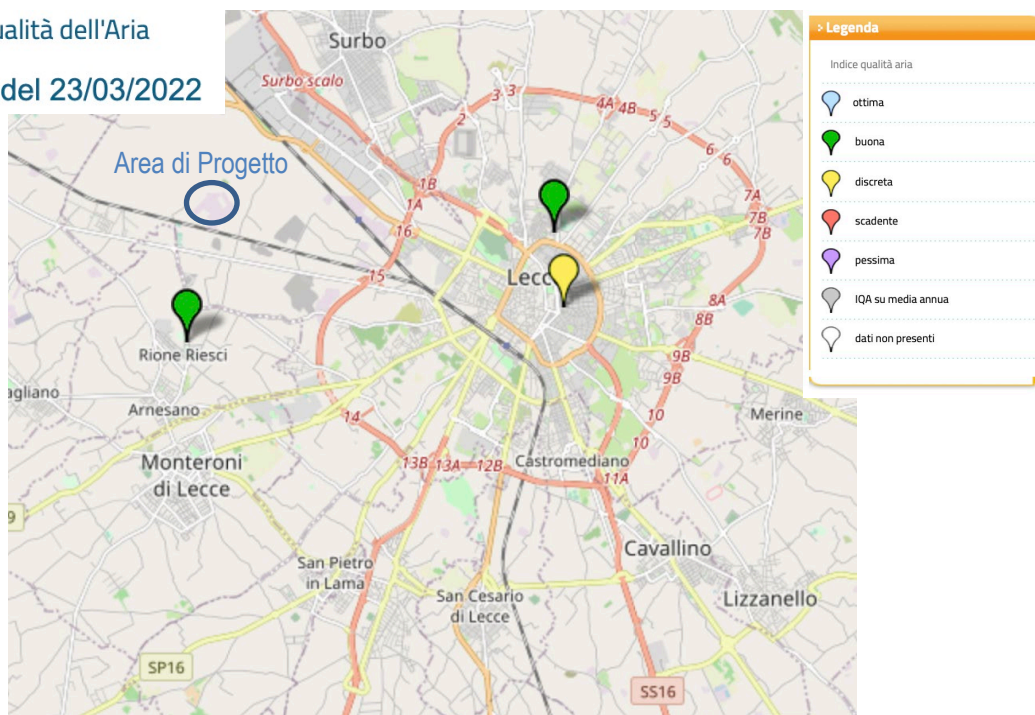 ualità dell'Aria
del 23/03/2022
Area di Progetto
Surbo
Surbo scalo
3 3
2
4A 4B 5 5
6
6
7A
7B
7B
1B
1A
16
15
Lecc
8A
8B
9B
9B
10
10
11A
Rione Riesci
agliano
Arnesano
14
Merine
Monteroni
di Lecce
13B 13A 12B
Castromediano
9
San Pietro
in Lama
Cavallino
San Cesario
di Lecce
Lizzanello
SP16
SS16
> Legenda
Indice qualità aria
ottima
buona
discreta
scadente
pessima
IQA su media annua
dati non presenti